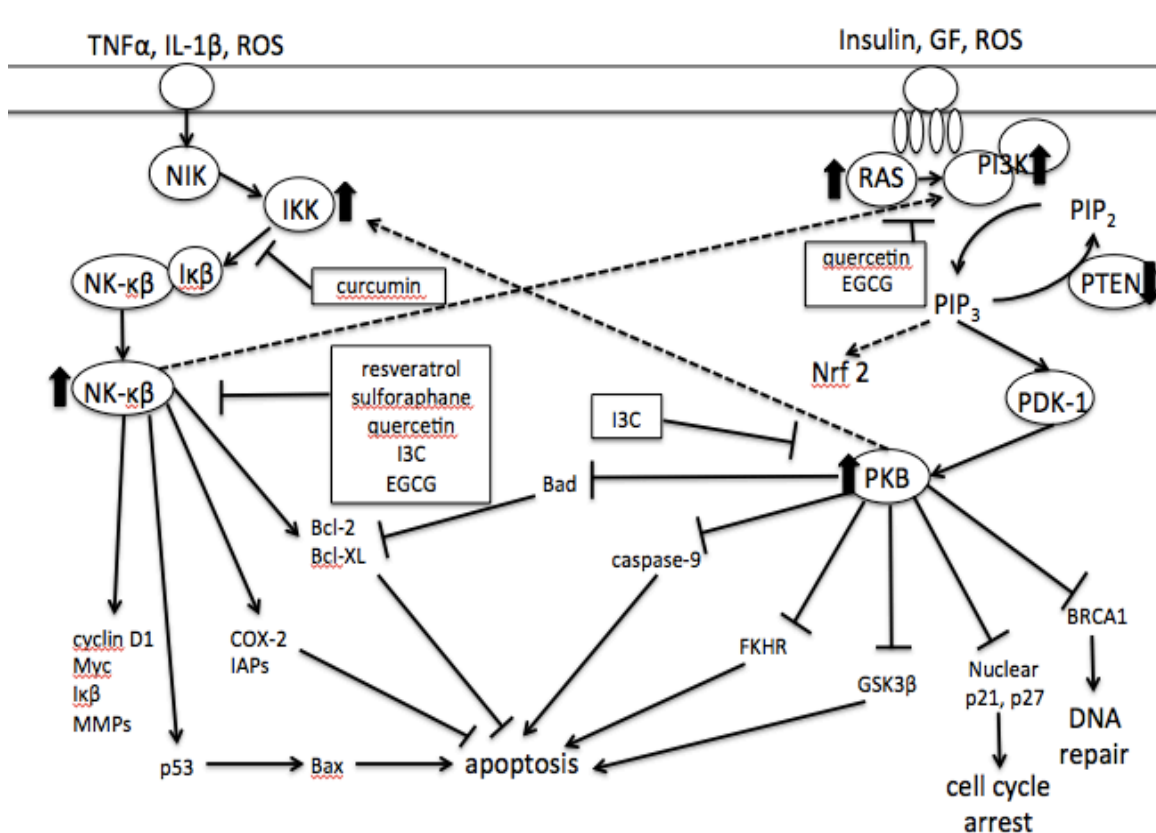 TNFα, IL-1β, ROS
Insulin, GF, ROS
NIK
IKK
RAS
PI3K
PIP2
NK-κβ
Iκβ
curcumin
quercetin
EGCG
PTEN
PIP3
Nrf 2
NK-κβ
resveratrol
sulforaphane
quercetin
I3C
EGCG
I3C
PDK-1
PKB
Bad
Bcl-2
Bcl-XL
caspase-9
cyclin D1
Myc
Iκβ
MMPs
COX-2
IAPs
FKHR
GSK3β
Nuclear
p21, p27
BRCA1
DNA
repair
p53
Bax
apoptosis
cell cycle
arrest